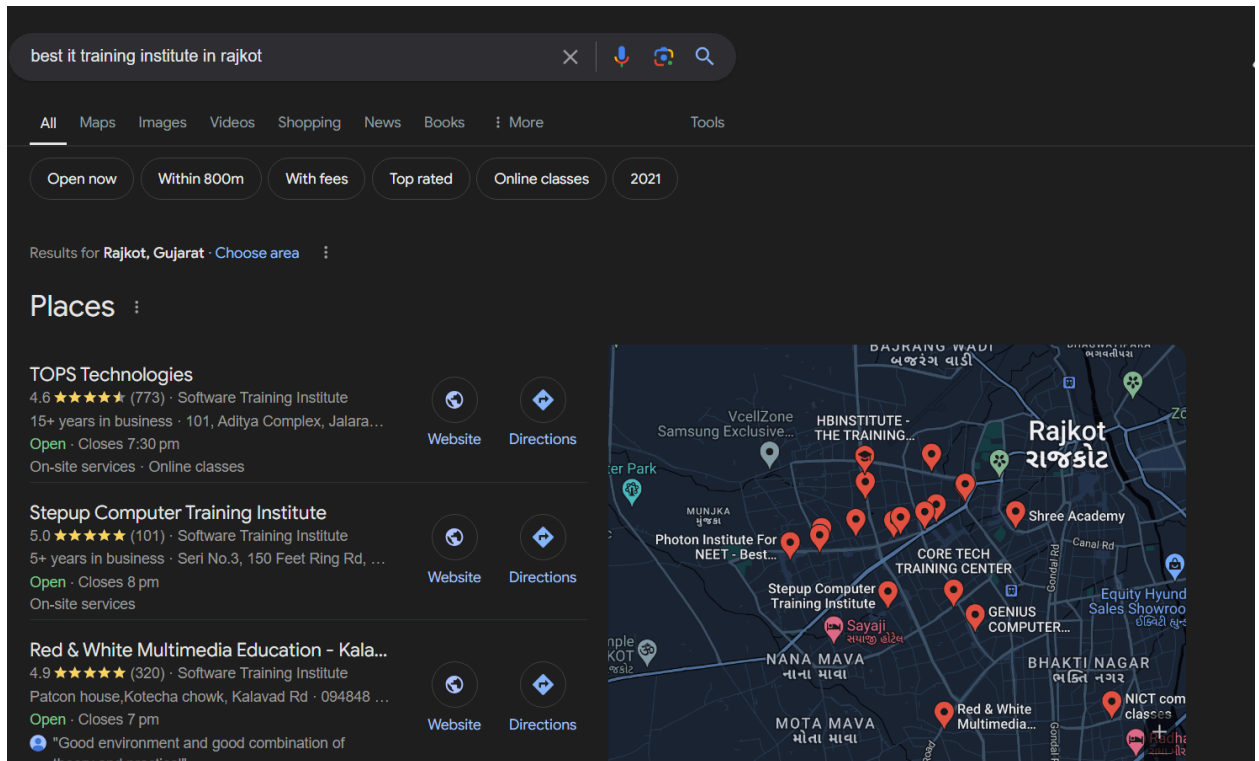 best it training institute in rajkot
All Maps Images Videos Shopping News Books More Tools
Open now Within 800m With fees Top rated Online classes 2021
Results for Rajkot, Gujarat · Choose area
Places
TOPS Technologies
4.6 (773) · Software Training Institute
15+ years in business · 101, Aditya Complex, Jalara...
Open · Closes 7:30 pm
On-site services · Online classes
Website Directions
Stepup Computer Training Institute
5.0 (101) · Software Training Institute
5+ years in business · Seri No.3, 150 Feet Ring Rd, ...
Open · Closes 8 pm
On-site services
Website Directions
Red & White Multimedia Education - Kala...
4.9 (320) · Software Training Institute
Patcon house,Kotecha chowk, Kalavad Rd · 094848 ...
Open · Closes 7 pm
"Good environment and good combination of
Website Directions
BAJRANG WADI
બજરંગ વાડી
ભગવતીપરા
VcellZone
Samsung Exclusive...
HBINSTITUTE -
THE TRAINING...
Rajkot
રાજકોટ
er Park
MUNJKA
મુંજકા
Shree Academy
Photon Institute For
NEET - Best...
Canal Rd
CORE TECH
TRAINING CENTER
Gondal Rd
Stepup Computer
Training Institute
Equity Hyund
Sales Showroo
GENIUS
COMPUTER...
Sayaji
સયાજી હોટેલ
mple
KOT
NANA MAVA
નાના માવા
BHAKTI NAGAR
ભક્તિ નગર
NICT com
classes
Red & White
Multimedia...
MOTA MAVA
મોતા માવા
Gondal
Road
Radha